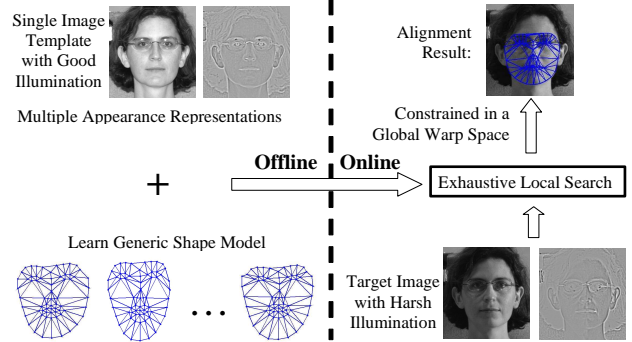 Single Image
Template
with Good
Illumination
Multiple Appearance Representations
+
Offline
Learn Generic Shape Model
...
Alignment
Result:
Constrained in a
Global Warp Space
Online
Exhaustive Local Search
Target Image
with Harsh
Illumination